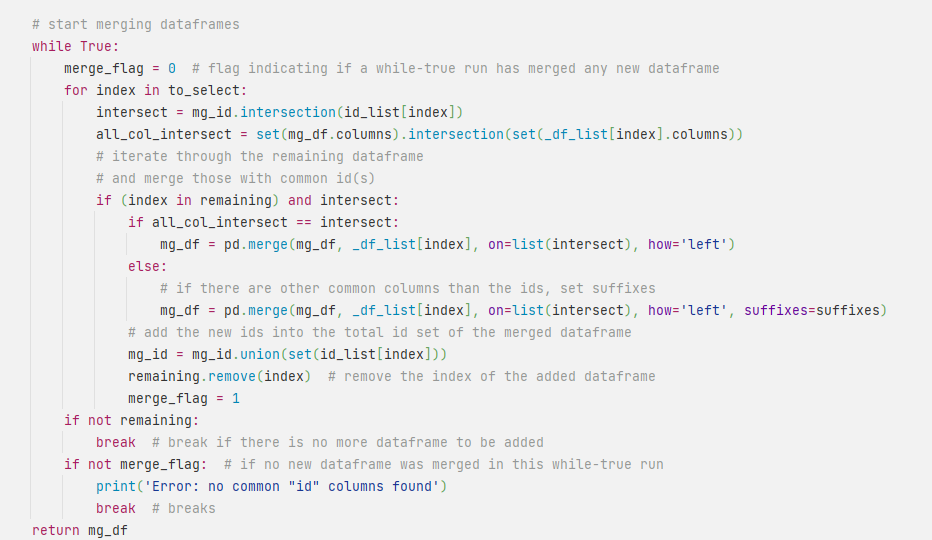 # start merging dataframes
while True:
    merge_flag = 0  # flag indicating if a while-true run has merged any new dataframe
    for index in to_select:
        intersect = mg_id.intersection(id_list[index])
        all_col_intersect = set(mg_df.columns).intersection(set(_df_list[index].columns))
        # iterate through the remaining dataframe
        # and merge those with common id(s)
        if (index in remaining) and intersect:
            if all_col_intersect == intersect:
                mg_df = pd.merge(mg_df, _df_list[index], on=list(intersect), how='left')
            else:
                # if there are other common columns than the ids, set suffixes
                mg_df = pd.merge(mg_df, _df_list[index], on=list(intersect), how='left', suffixes=suffixes)
            # add the new ids into the total id set of the merged dataframe
            mg_id = mg_id.union(set(id_list[index]))
            remaining.remove(index)  # remove the index of the added dataframe
            merge_flag = 1
    if not remaining:
        break  # break if there is no more dataframe to be added
    if not merge_flag:  # if no new dataframe was merged in this while-true run
        print('Error: no common "id" columns found')
        break  # breaks
return mg_df